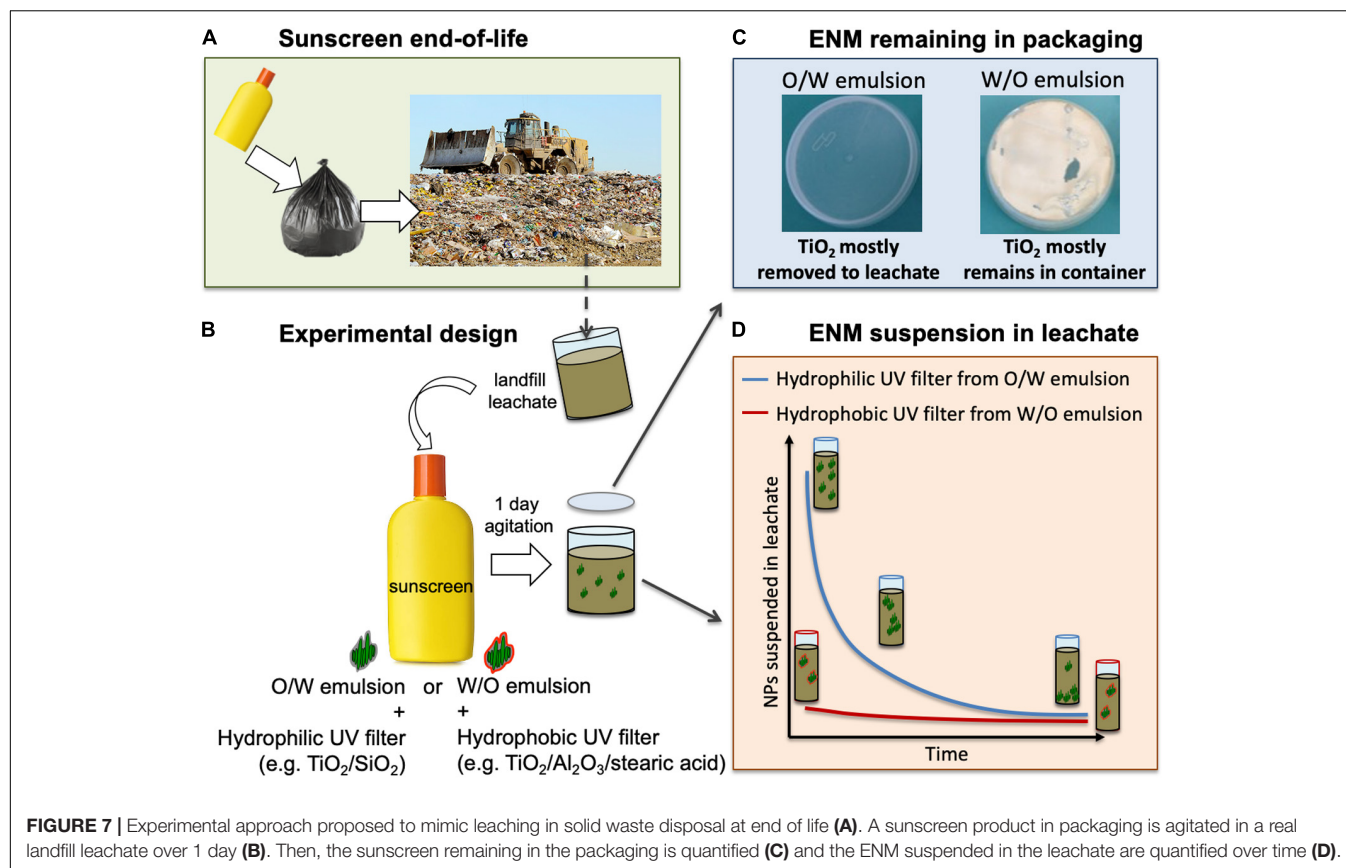 A Sunscreen end-of-life
C ENM remaining in packaging
O/W emulsion
W/O emulsion
TiO₂ mostly
removed to leachate
TiO₂ mostly
remains in container
B Experimental design
landfill
leachate
1 day
agitation
sunscreen
O/W emulsion or W/O emulsion
+ +
Hydrophilic UV filter
(e.g. TiO₂/SiO₂)
Hydrophobic UV filter
(e.g. TiO₂/Al₂O₃/stearic acid)
D ENM suspension in leachate
Hydrophilic UV filter from O/W emulsion
Hydrophobic UV filter from W/O emulsion
NPs suspended in leachate
Time
FIGURE 7 | Experimental approach proposed to mimic leaching in solid waste disposal at end of life (A). A sunscreen product in packaging is agitated in a real
landfill leachate over 1 day (B). Then, the sunscreen remaining in the packaging is quantified (C) and the ENM suspended in the leachate are quantified over time (D).